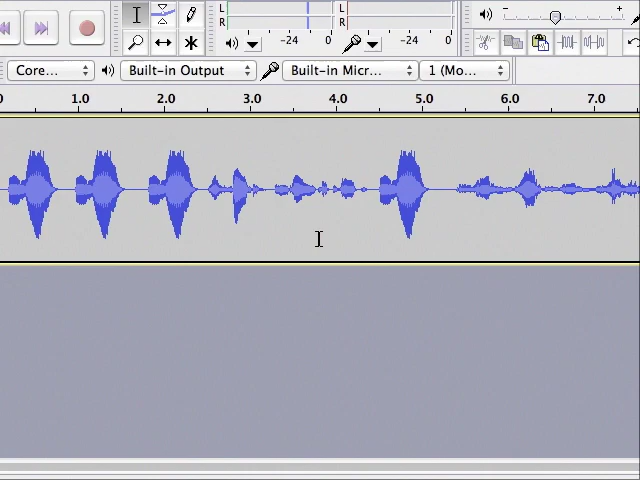 L
R
-24 0
L
R
-24 0
- +
Core... Built-in Output Built-in Micr... 1 (Mo...
0 1.0 2.0 3.0 4.0 5.0 6.0 7.0